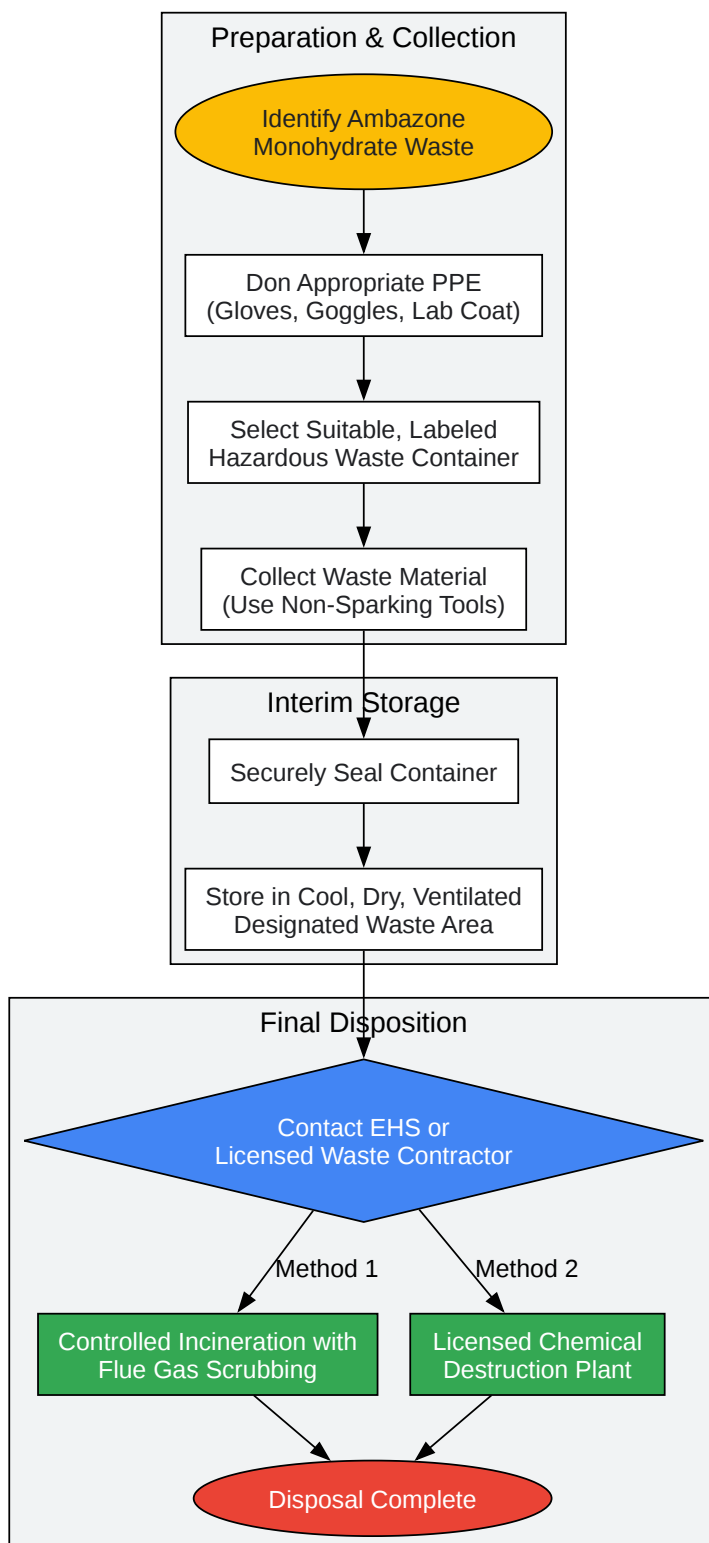 Preparation & Collection
Identify Ambazone
Monohydrate Waste
Don Appropriate PPE
(Gloves, Goggles, Lab Coat)
Select Suitable, Labeled
Hazardous Waste Container
Collect Waste Material
(Use Non-Sparking Tools)
Interim Storage
Securely Seal Container
Store in Cool, Dry, Ventilated
Designated Waste Area
Final Disposition
Contact EHS or
Licensed Waste Contractor
Method 1
Method 2
Controlled Incineration with
Flue Gas Scrubbing
Licensed Chemical
Destruction Plant
Disposal Complete